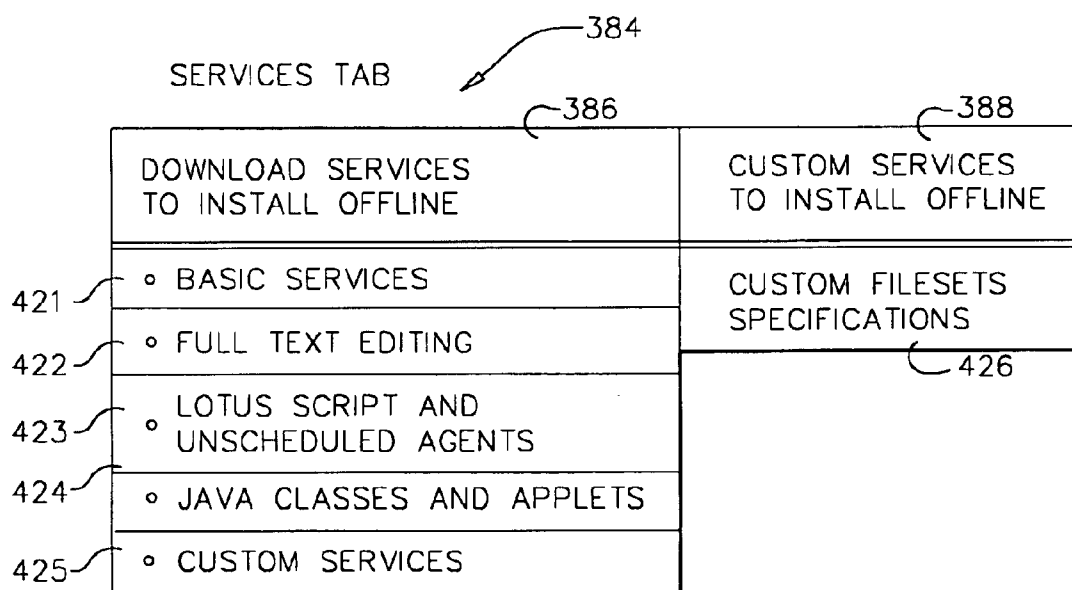 384
SERVICES TAB
386
388
DOWNLOAD SERVICES
TO INSTALL OFFLINE
CUSTOM SERVICES
TO INSTALL OFFLINE
421
• BASIC SERVICES
CUSTOM FILESETS
SPECIFICATIONS
422
• FULL TEXT EDITING
426
423
• LOTUS SCRIPT AND
UNSCHEDULED AGENTS
424
• JAVA CLASSES AND APPLETS
425
• CUSTOM SERVICES